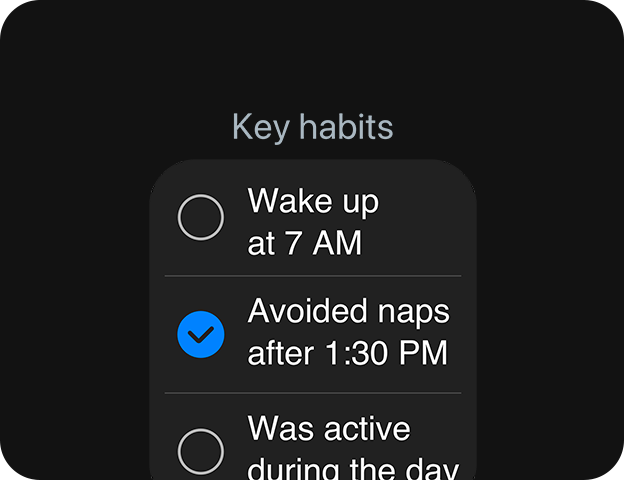 Key habits
Wake up
at 7 AM
Avoided naps
after 1:30 PM
Was active
during the day